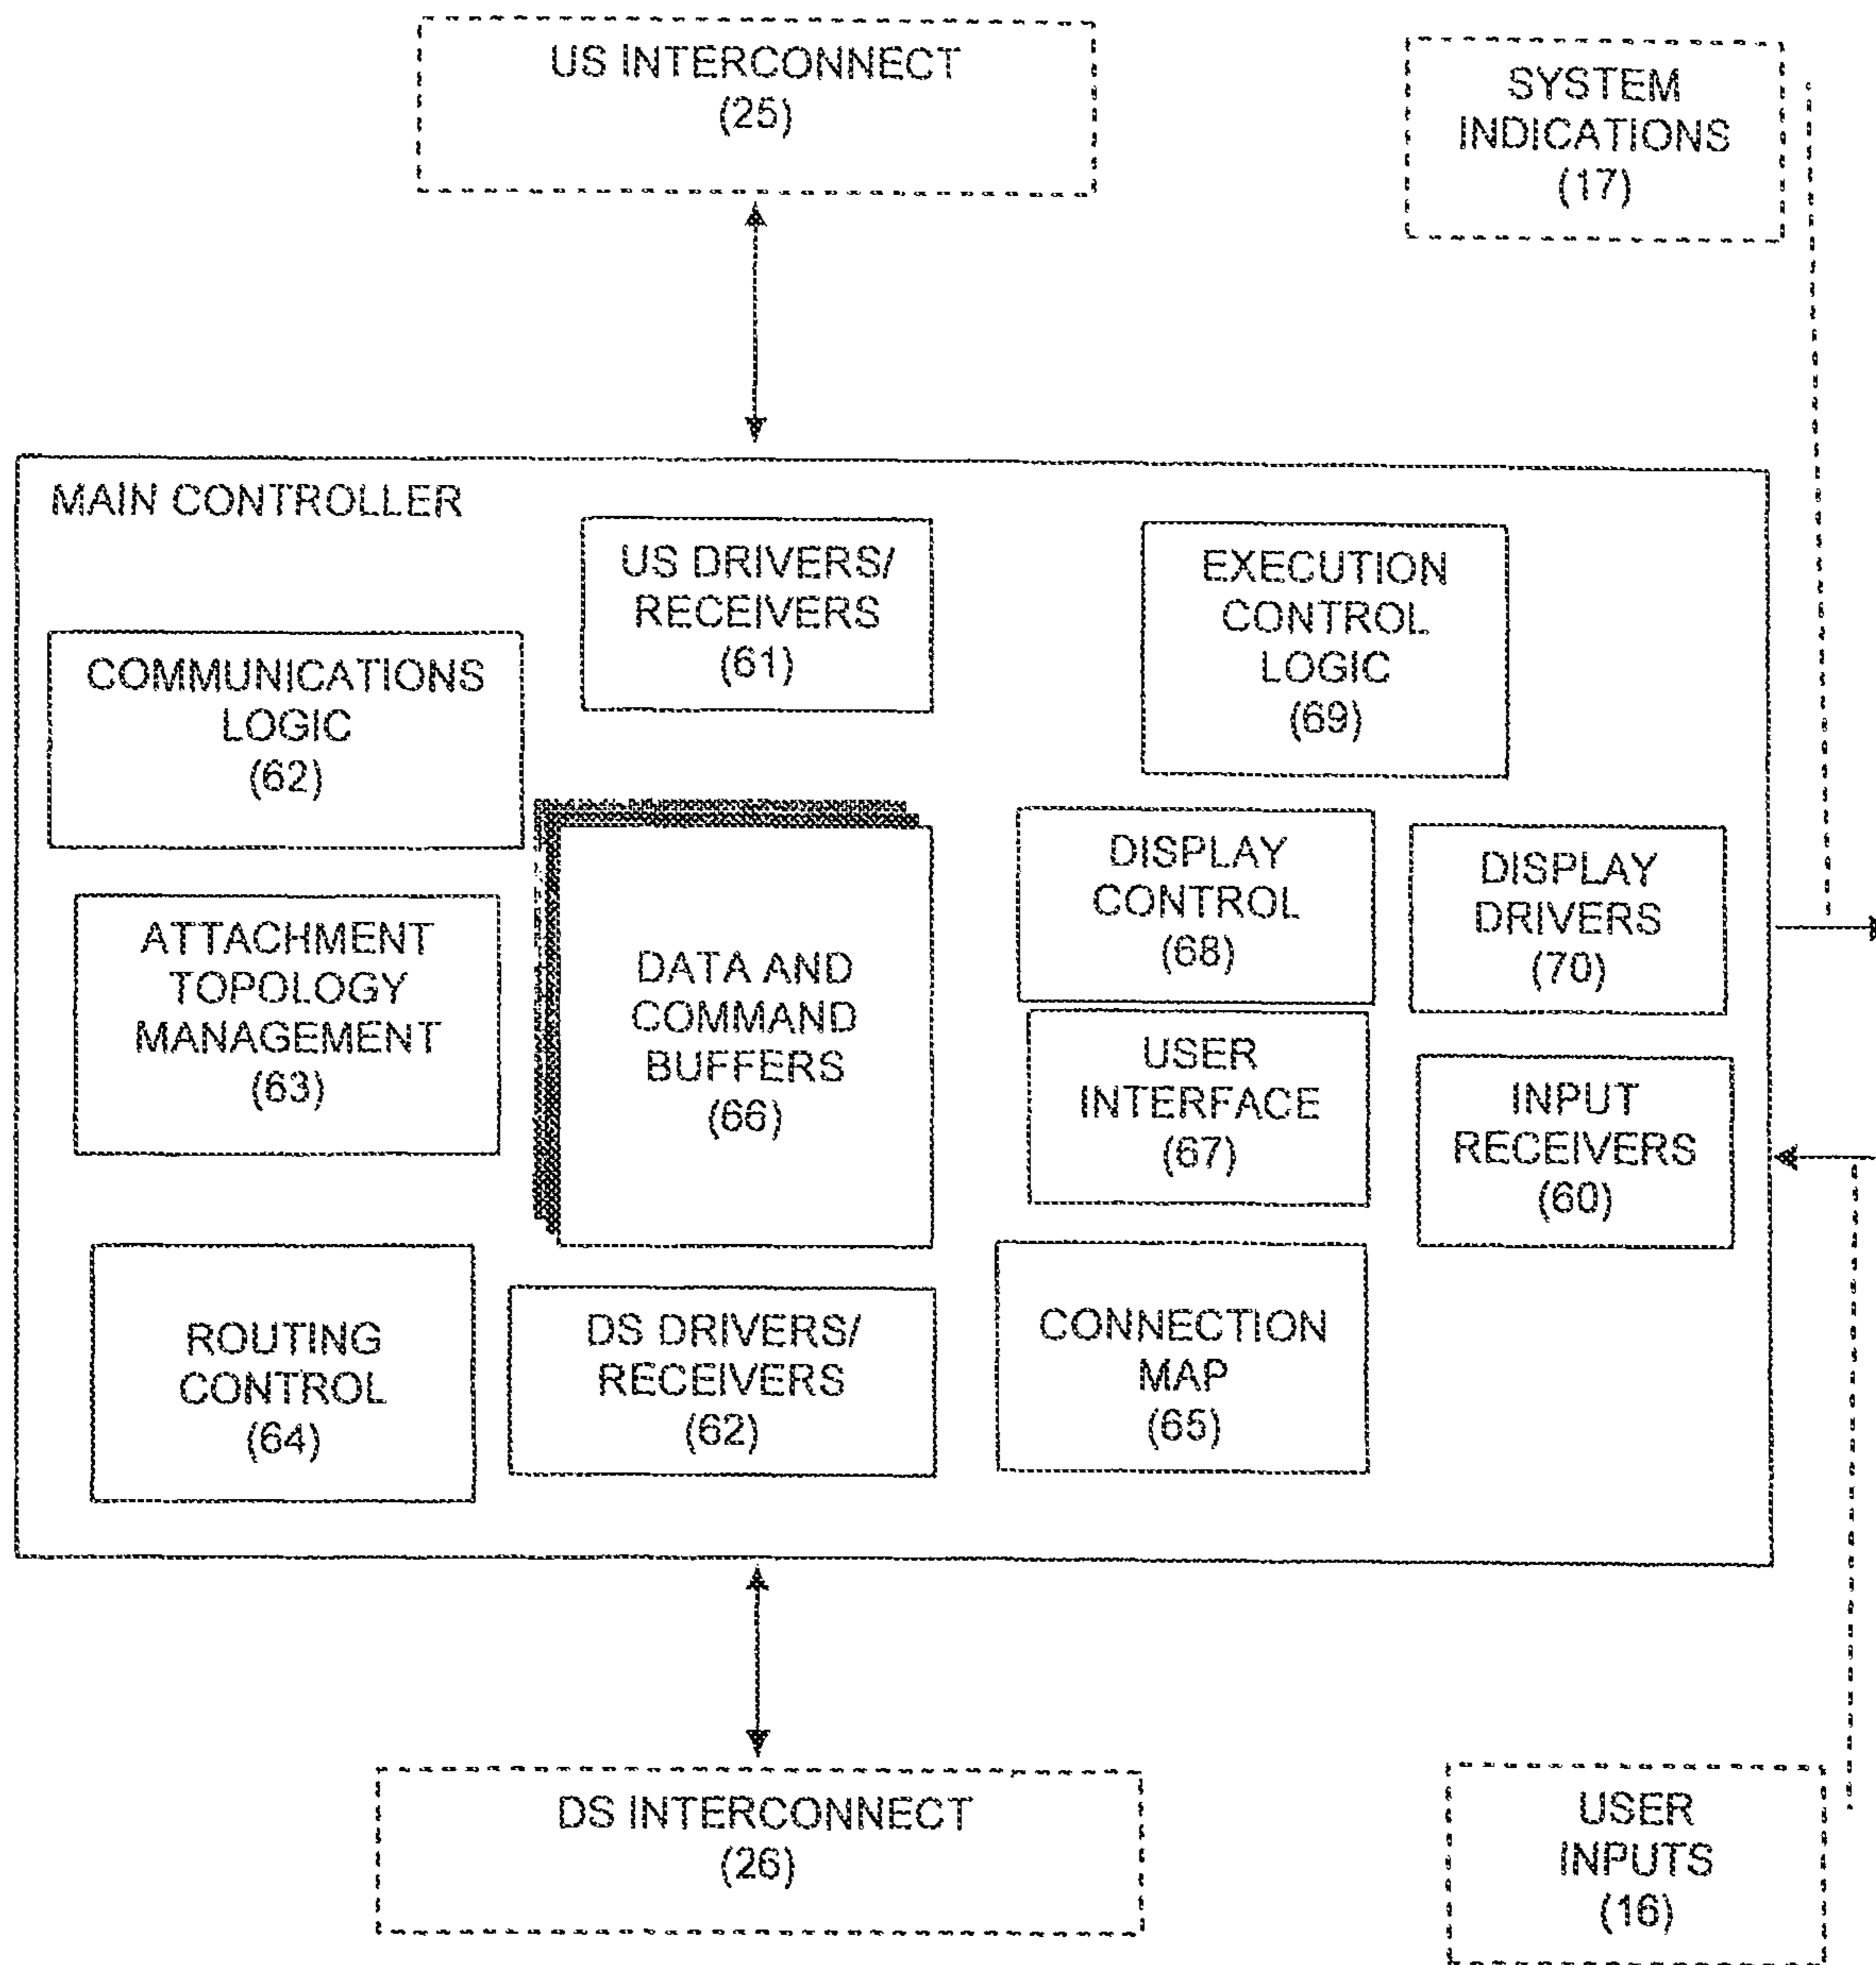 US INTERCONNECT
(25)
SYSTEM
INDICATIONS
(17)
MAIN CONTROLLER
US DRIVERS/
RECEIVERS
(61)
EXECUTION
CONTROL
LOGIC
(69)
COMMUNICATIONS
LOGIC
(62)
DISPLAY
CONTROL
(68)
DISPLAY
DRIVERS
(70)
ATTACHMENT
TOPOLOGY
MANAGEMENT
(63)
DATA AND
COMMAND
BUFFERS
(66)
USER
INTERFACE
(67)
INPUT
RECEIVERS
(60)
ROUTING
CONTROL
(64)
DS DRIVERS/
RECEIVERS
(62)
CONNECTION
MAP
(65)
DS INTERCONNECT
(26)
USER
INPUTS
(16)